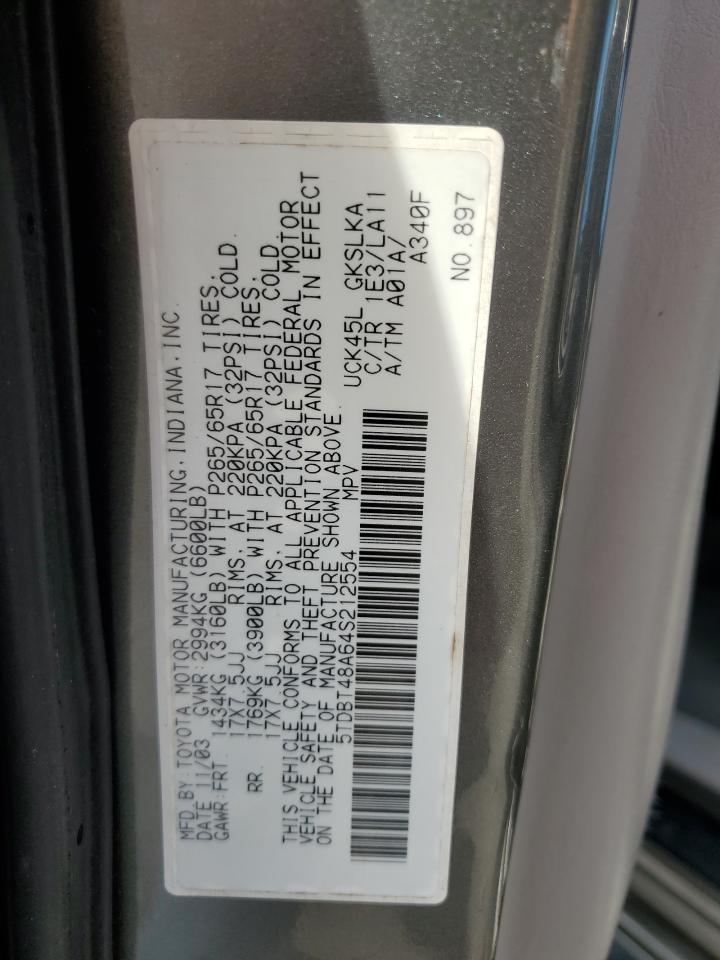 MFD. BY: TOYOTA MOTOR MANUFACTURING, INDIANA, INC.
DATE 11/03 GVWR: 2994KG (6600LB)
GAWR: FRT. 1434KG (3160LB) WITH P265/65R17 TIRES.
17X7.5JJ RIMS. AT 220KPA (32PSI) COLD.
RR. 1769KG (3900LB) WITH P265/65R17 TIRES.
17X7.5JJ RIMS. AT 220KPA (32PSI) COLD.
THIS VEHICLE CONFORMS TO ALL APPLICABLE FEDERAL MOTOR
VEHICLE SAFETY AND THEFT PREVENTION STANDARDS IN EFFECT
ON THE DATE OF MANUFACTURE SHOWN ABOVE.
5TDBT48A64S212554 MPV
UCK45L GKSLKA
C/TR 1E3/LA11
A/TM A01A/
A340F
NO. 897